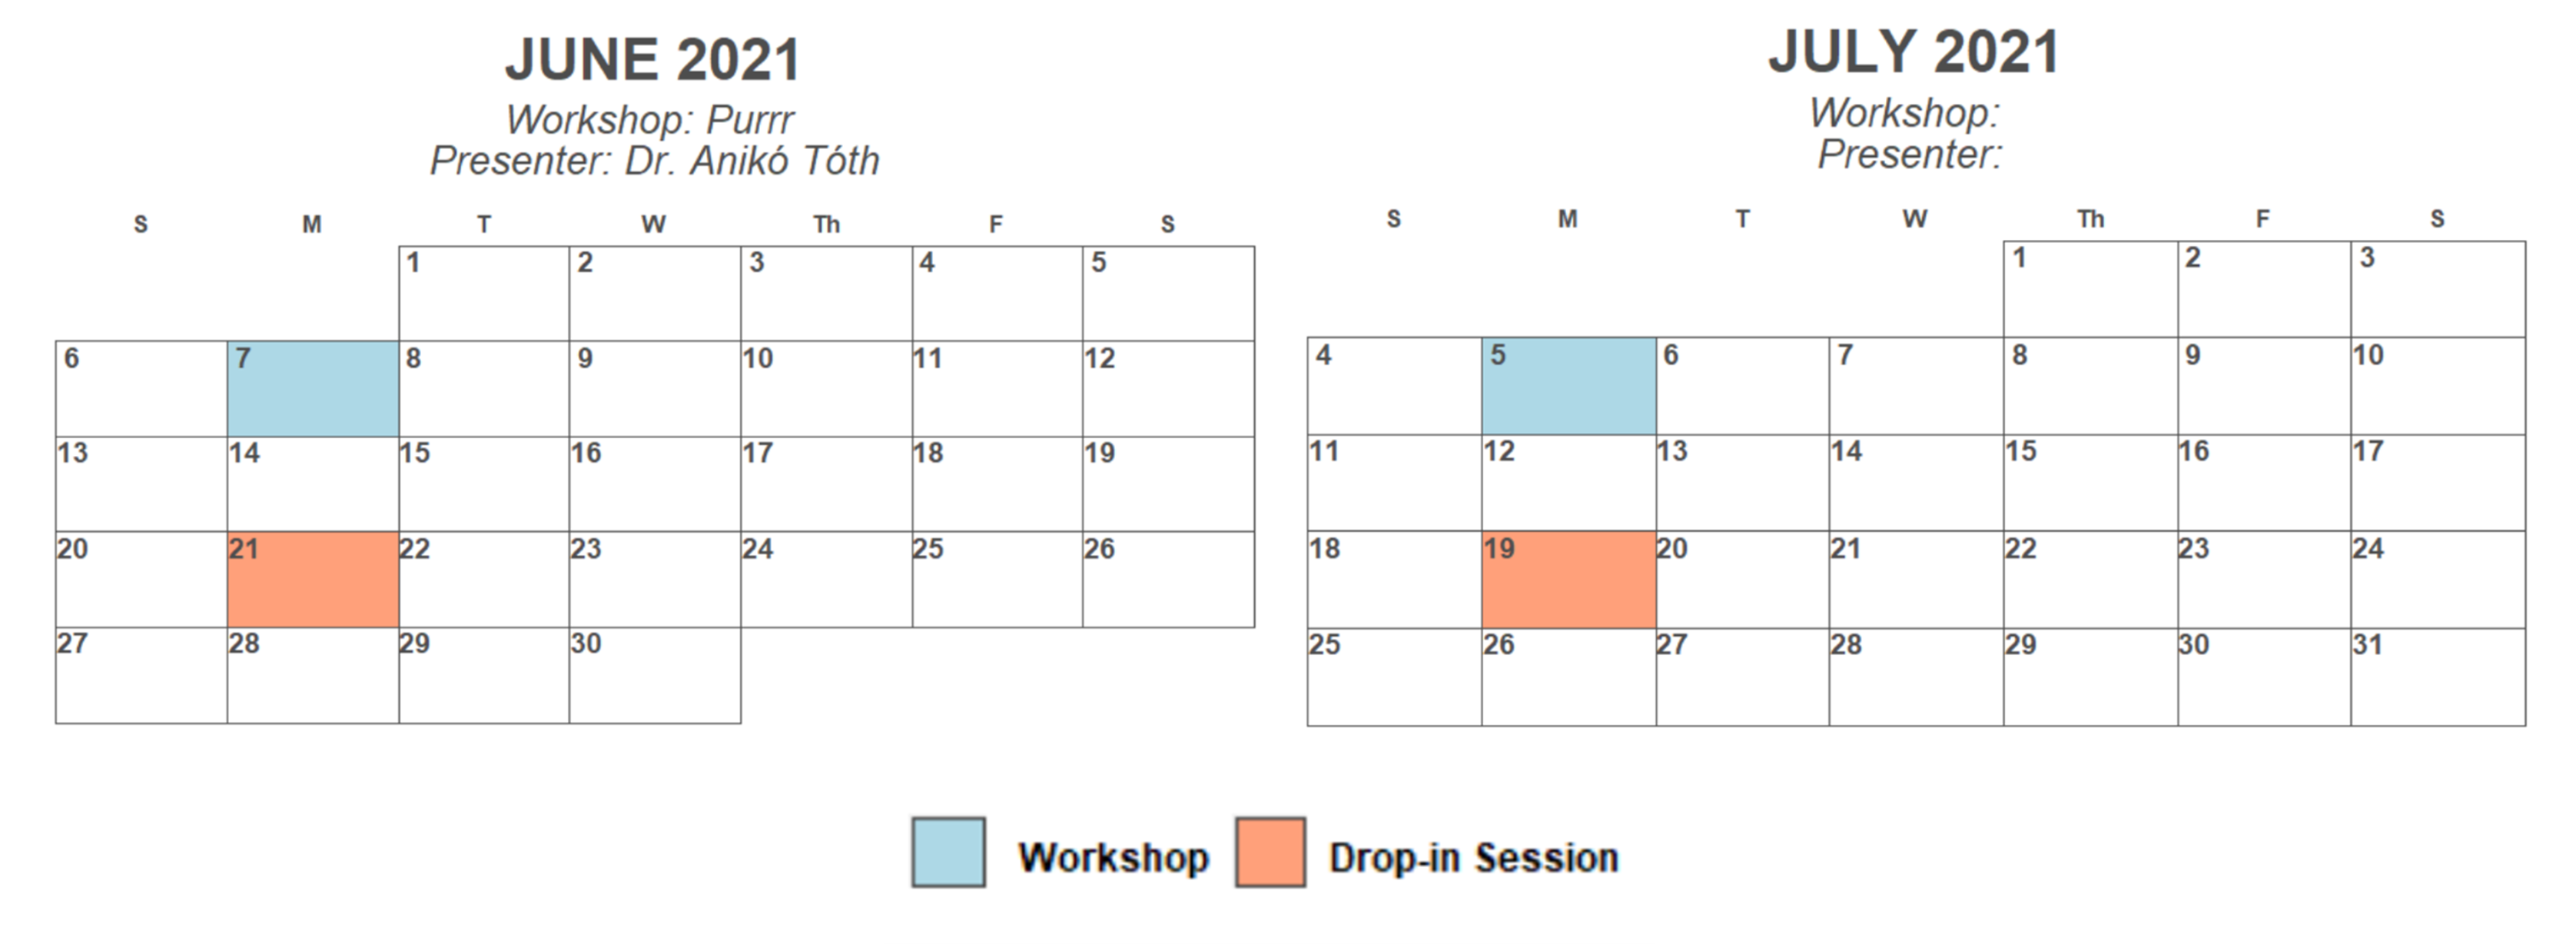 JUNE 2021
Workshop: Purrr
Presenter: Dr. Anikó Tóth
S M T W Th F S
1 2 3 4 5
6 7 8 9 10 11 12
13 14 15 16 17 18 19
20 21 22 23 24 25 26
27 28 29 30
JULY 2021
Workshop:
Presenter:
S M T W Th F S
1 2 3
4 5 6 7 8 9 10
11 12 13 14 15 16 17
18 19 20 21 22 23 24
25 26 27 28 29 30 31
Workshop Drop-in Session